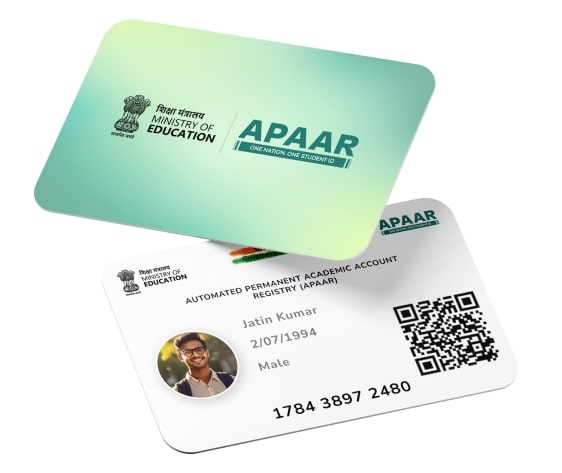 शिक्षा मंत्रालय
MINISTRY OF
EDUCATION
APAAR
ONE NATION, ONE STUDENT ID
सत्यमेव जयते
शिक्षा मंत्रालय
MINISTRY OF
EDUCATION
APAAR
AUTOMATED PERMANENT ACADEMIC ACCOUNT
REGISTRY (APAAR)
Jatin Kumar
2/07/1994
Male
1784 3897 2480